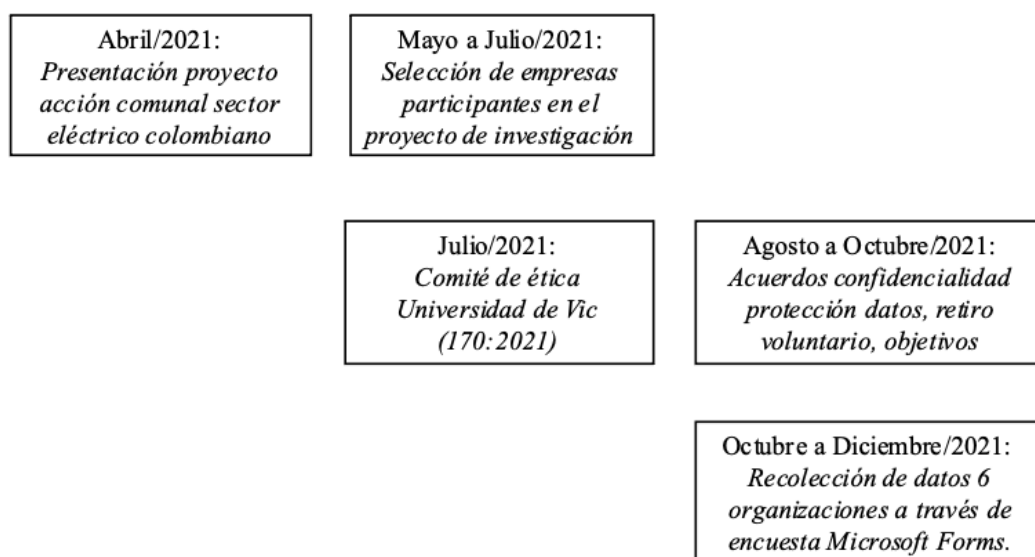 Abril/2021:
Presentación proyecto
acción comunal sector
eléctrico colombiano
Mayo a Julio/2021:
Selección de empresas
participantes en el
proyecto de investigación
Julio/2021:
Comité de ética
Universidad de Vic
(170:2021)
Agosto a Octubre/2021:
Acuerdos confidencialidad
protección datos, retiro
voluntario, objetivos
Octubre a Diciembre/2021:
Recolección de datos 6
organizaciones a través de
encuesta Microsoft Forms.